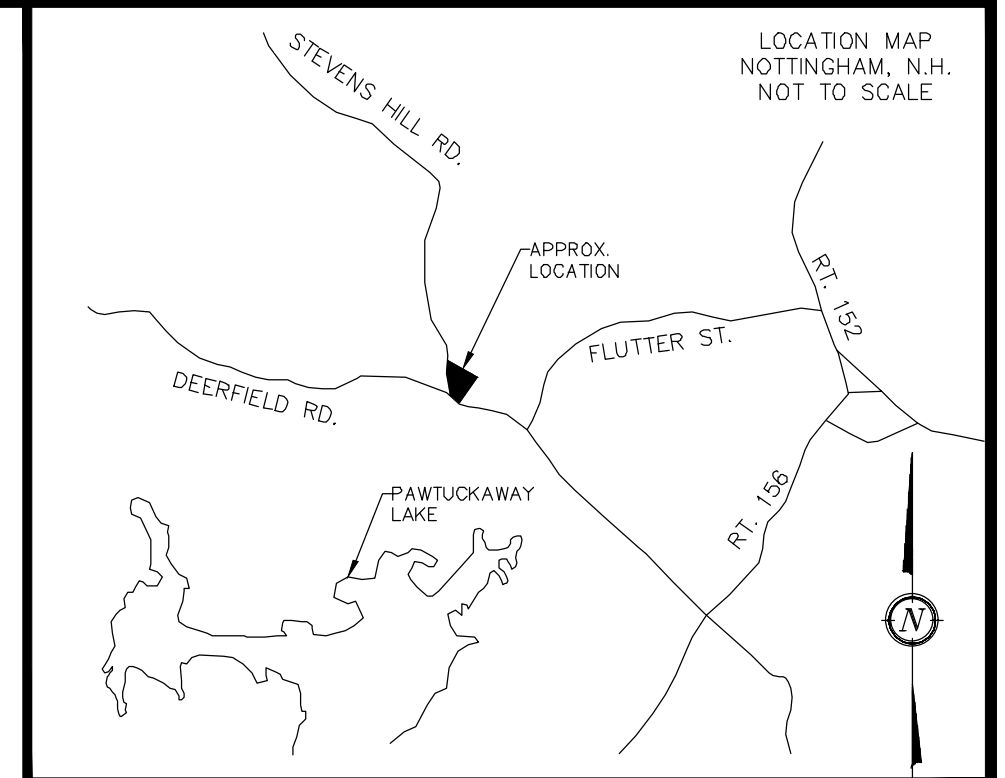 LOCATION MAP
NOTTINGHAM, N.H.
NOT TO SCALE
STEVENS HILL RD.
APPROX.
LOCATION
RT. 152
FLUTTER ST.
DEERFIELD RD.
RT. 156
PAWTUCKAWAY
LAKE
N